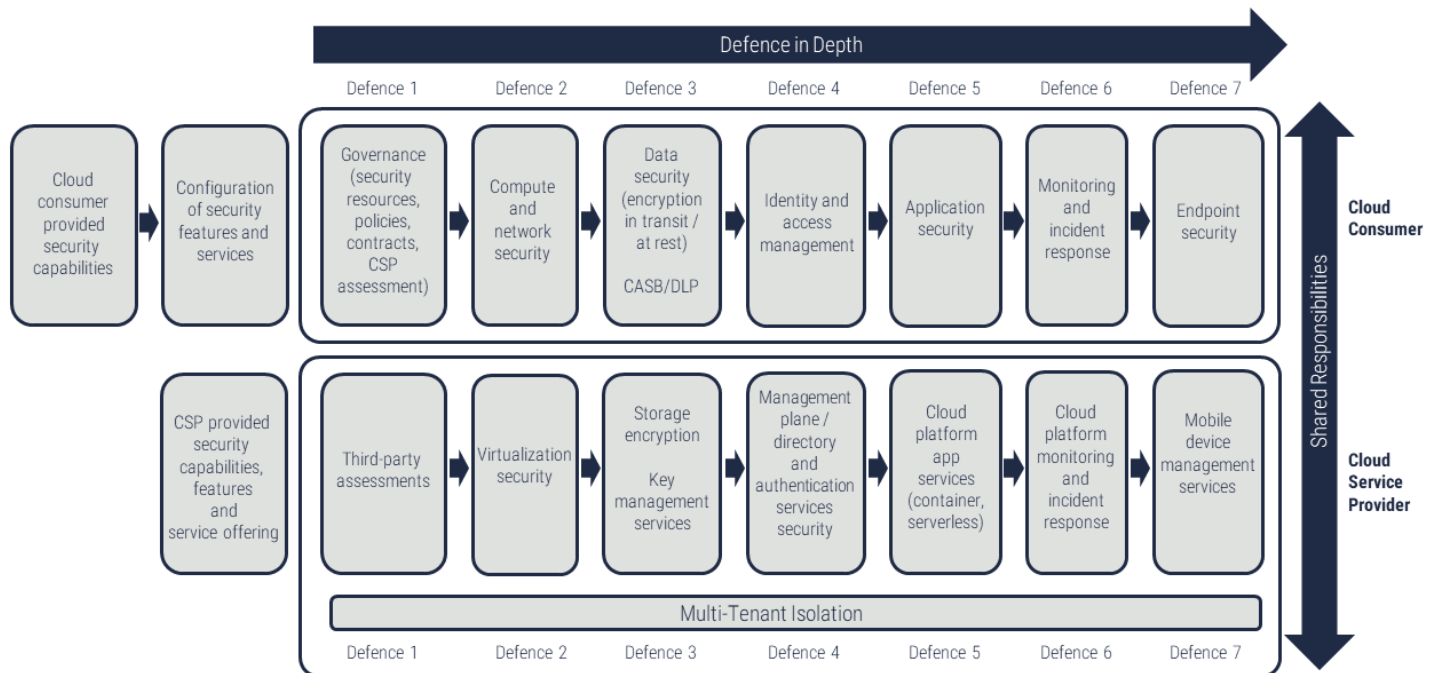 Defence in Depth
Defence 1
Defence 2
Defence 3
Defence 4
Defence 5
Defence 6
Defence 7
Cloud
consumer
provided
security
capabilities
Configuration
of security
features and
services
Governance
(security
resources,
policies,
contracts,
CSP
assessment)
Compute
and
network
security
Data
security
(encryption
in transit /
at rest)
CASB/DLP
Identity and
access
management
Application
security
Monitoring
and
incident
response
Endpoint
security
Cloud
Consumer
Shared Responsibilities
CSP provided
security
capabilities,
features
and
service offering
Third-party
assessments
Virtualization
security
Storage
encryption
Key
management
services
Management
plane /
directory
and
authentication
services
security
Cloud
platform
app
services
(container,
serverless)
Cloud
platform
monitoring
and
incident
response
Mobile
device
management
services
Cloud
Service
Provider
Multi-Tenant Isolation
Defence 1
Defence 2
Defence 3
Defence 4
Defence 5
Defence 6
Defence 7